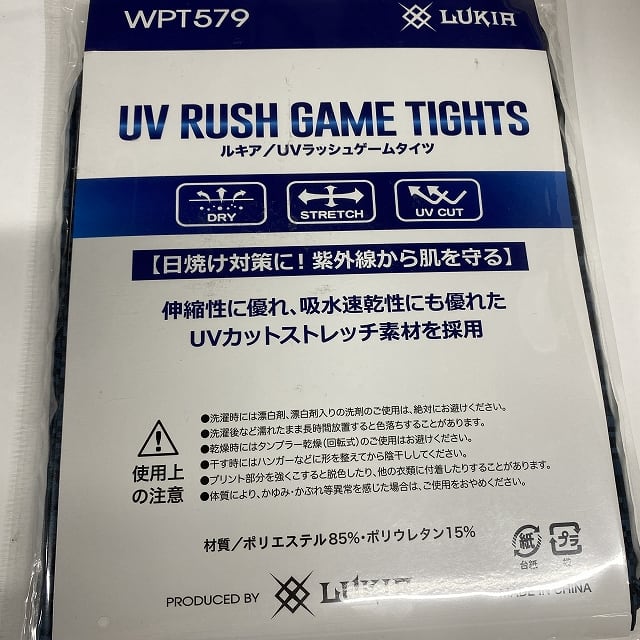 WPT579
LUKIA
UV RUSH GAME TIGHTS
ルキア/UVラッシュゲームタイツ
DRY
STRETCH
UV CUT
【日焼け対策に!紫外線から肌を守る】
伸縮性に優れ、吸水速乾性にも優れた
UVカットストレッチ素材を採用
使用上
の注意
●洗濯時には漂白剤、漂白剤入りの洗剤のご使用は、絶対にお避けください。
●洗濯後など濡れたまま長時間放置すると色落ちすることがあります。
●乾燥時にはタンブラー乾燥(回転式)のご使用はお避けください。
●干す時にはハンガーなどに形を整えてから陰干ししてください。
●プリント部分を強くこすると脱色したり、他の衣類に付着したりすることがあります。
●体質により、かゆみ・かぶれ等異常を感じた場合は、ご使用をおやめください。
材質/ポリエステル85%・ポリウレタン15%
紙
台紙
プラ
PRODUCED BY LUKIA
MADE IN CHINA